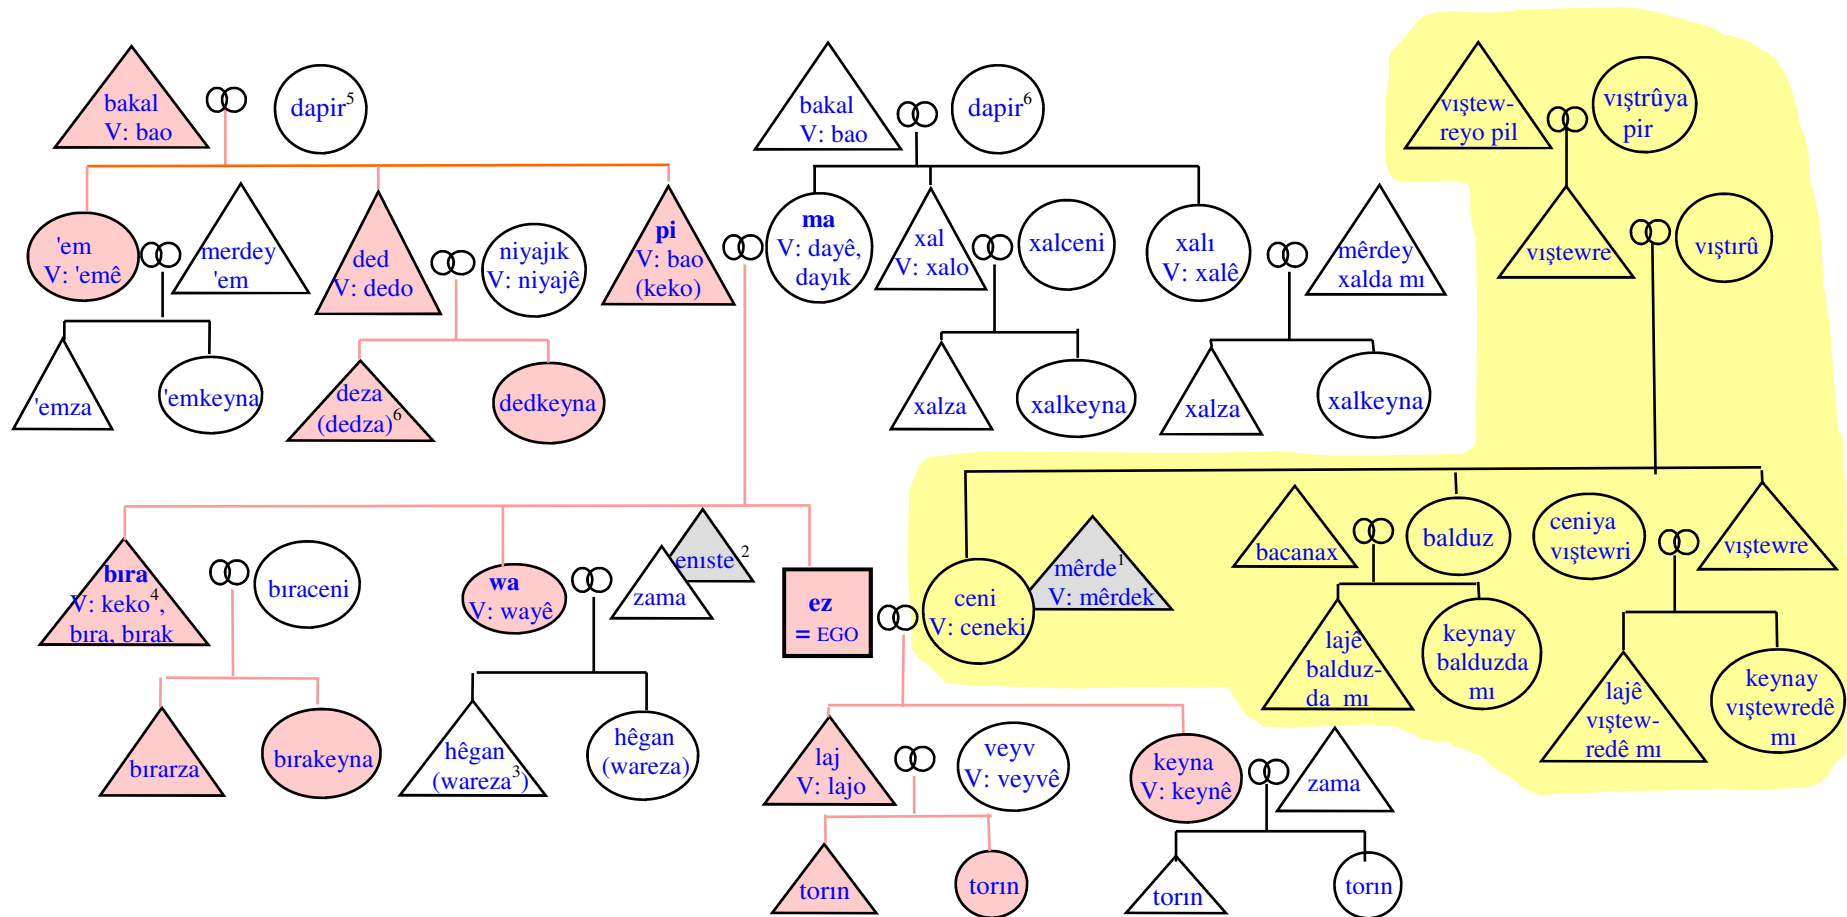 bakal
V: bao
dapir⁵
bakal
V: bao
dapir⁶
vıştew-
reyo pil
vıştrûya
pir
'em
V: 'emê
merdey
'em
ded
V: dedo
niyajık
V: niyajê
pi
V: bao
(keko)
ma
V: dayê,
dayık
xal
V: xalo
xalceni
xalı
V: xalê
mêrdey
xalda mı
vıştewre
vıştırû
'emza
'emkeyna
deza
(dedza)⁶
dedkeyna
xalza
xalkeyna
xalza
xalkeyna
bıra
V: keko⁴,
bıra, bırak
bıraceni
wa
V: wayê
zama
enıste²
ez
= EGO
ceni
V: ceneki
mêrde¹
V: mêrdek
bacanax
balduz
ceniya
vıştewri
vıştewre
lajê
balduz-
da mı
keynay
balduzda
mı
lajê
vıştew-
redê mı
keynay
vıştewredê
mı
bırarza
bırakeyna
hêgan
(wareza³)
hêgan
(wareza)
laj
V: lajo
veyv
V: veyvê
keyna
V: keynê
zama
torın
torın
torın
torın